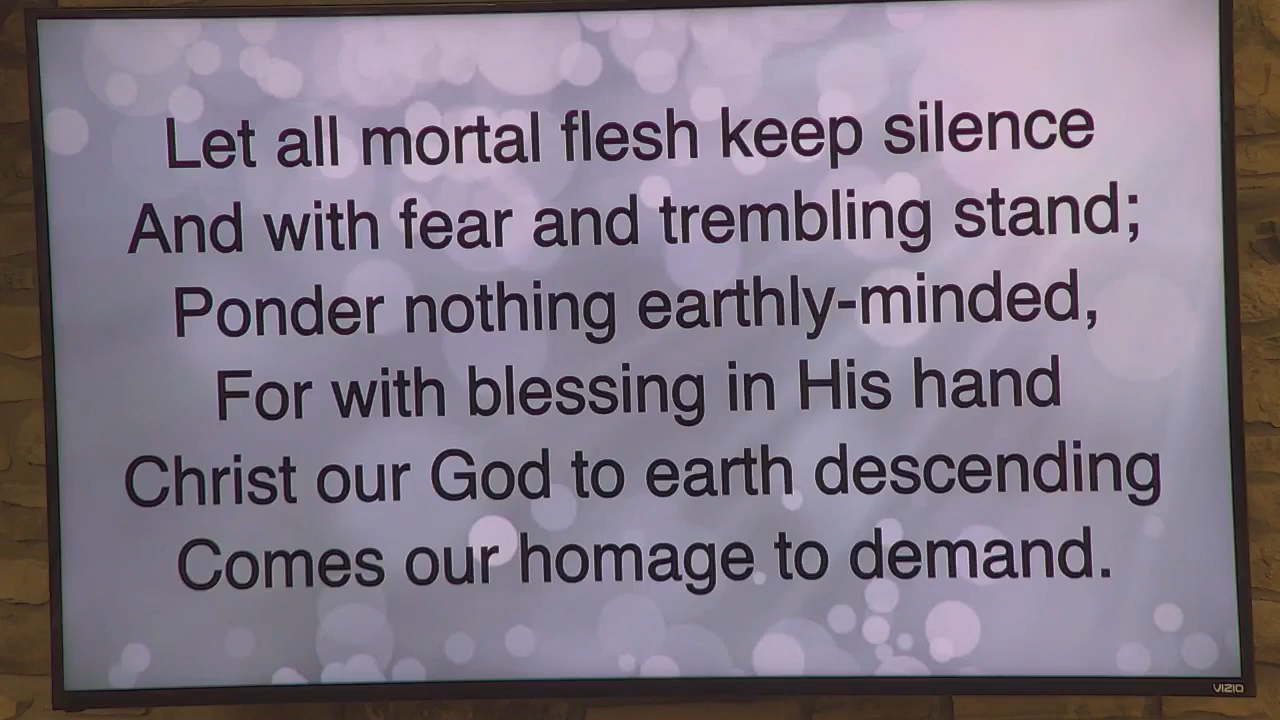 Let all mortal flesh keep silence
And with fear and trembling stand;
Ponder nothing earthly-minded,
For with blessing in His hand
Christ our God to earth descending
Comes our homage to demand.
VIZIO